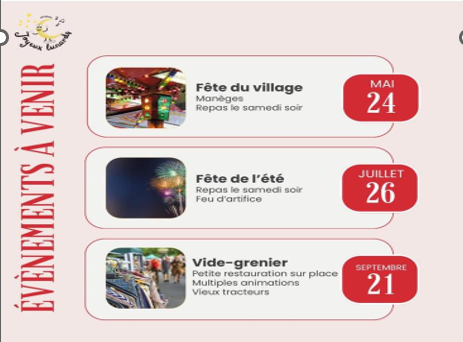 Joyeux lunards
ÉVÈNEMENTS À VENIR
Fête du village
Manèges
Repas le samedi soir
MAI
24
Fête de l'été
Repas le samedi soir
Feu d'artifice
JUILLET
26
Vide-grenier
Petite restauration sur place
Multiples animations
Vieux tracteurs
SEPTEMBRE
21